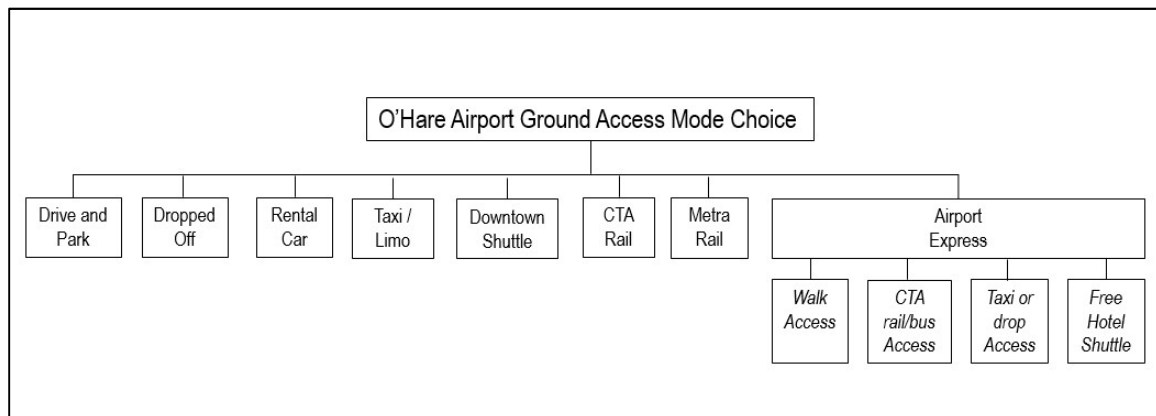 O'Hare Airport Ground Access Mode Choice
Drive and
Park
Dropped
Off
Rental
Car
Taxi /
Limo
Downtown
Shuttle
CTA
Rail
Metra
Rail
Airport
Express
Walk
Access
CTA
rail/bus
Access
Taxi or
drop
Access
Free
Hotel
Shuttle